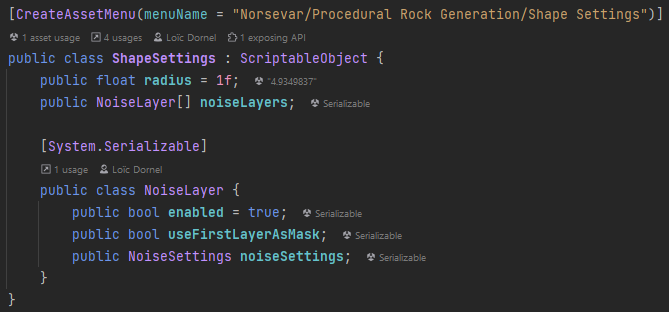 [CreateAssetMenu(menuName = "Norsevar/Procedural Rock Generation/Shape Settings")]
1 asset usage 4 usages Loïc Dornel 1 exposing API
public class ShapeSettings : ScriptableObject {
public float radius = 1f; "4.9349837"
public NoiseLayer[] noiseLayers; Serializable
[System.Serializable]
1 usage Loïc Dornel
public class NoiseLayer {
public bool enabled = true; Serializable
public bool useFirstLayerAsMask; Serializable
public NoiseSettings noiseSettings; Serializable
}
}